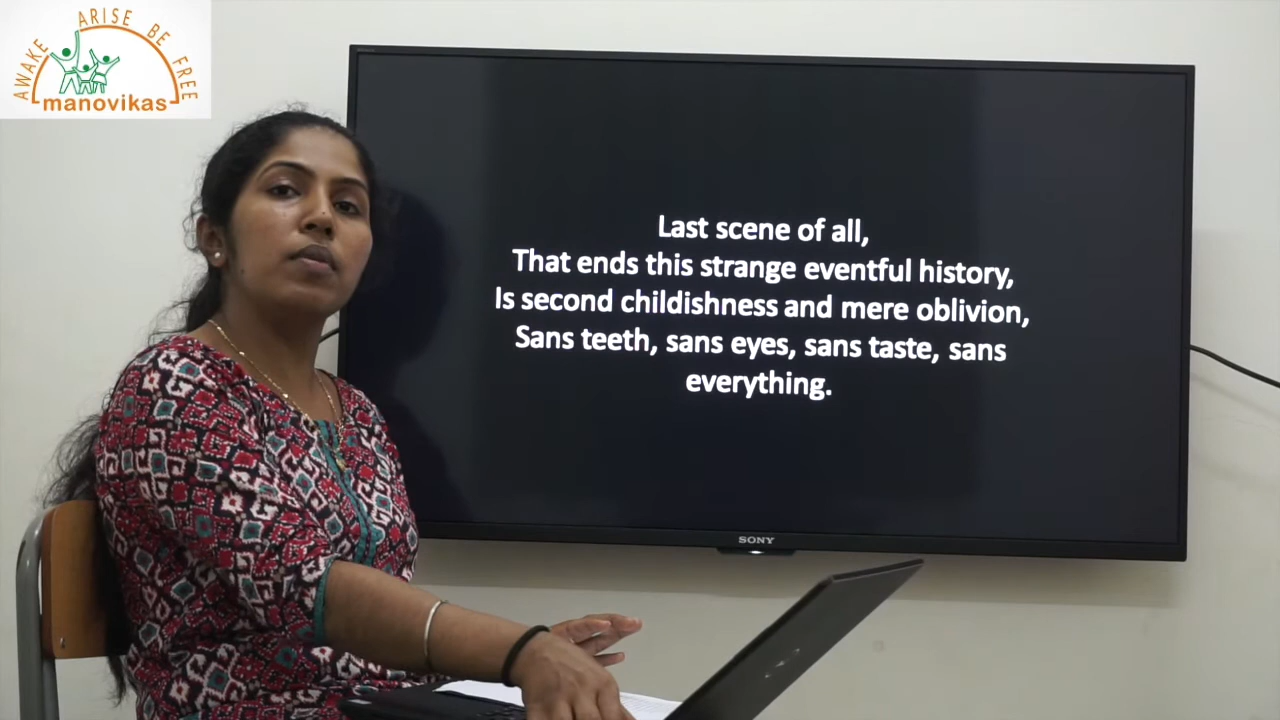 AWAKE ARISE BE FREE
manovikas
Last scene of all,
That ends this strange eventful history,
Is second childishness and mere oblivion,
Sans teeth, sans eyes, sans taste, sans
everything.
SONY